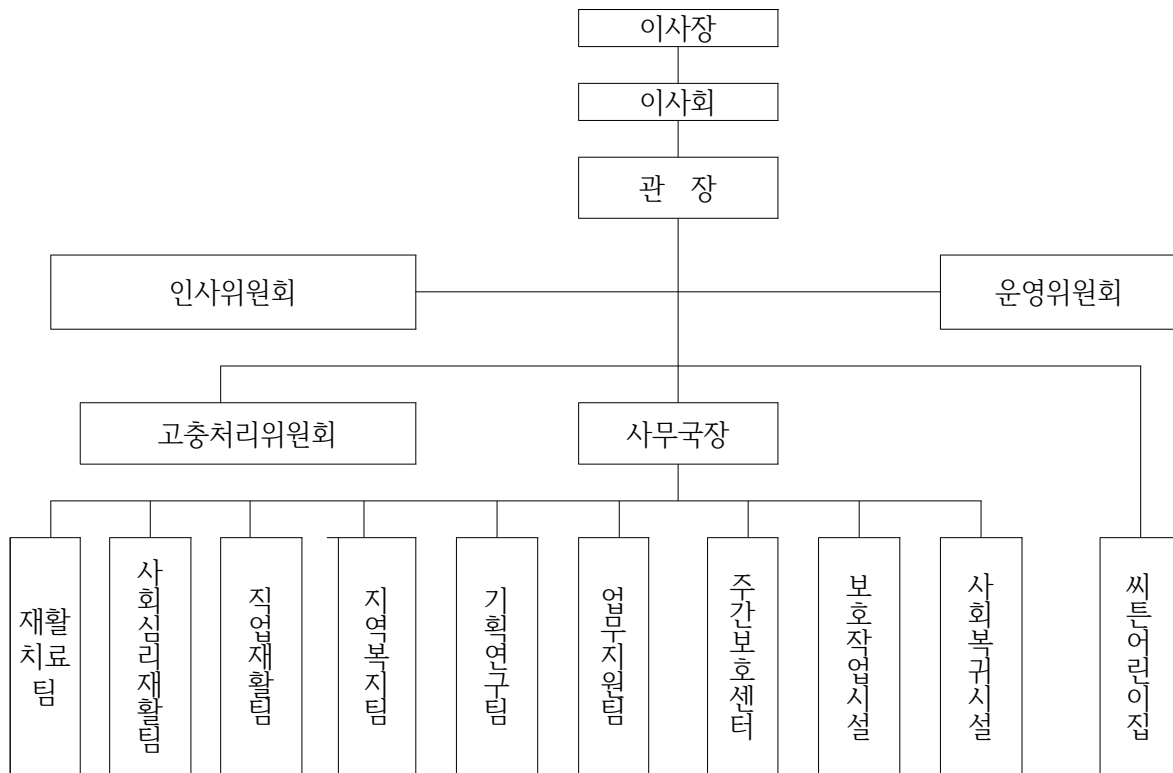 이사장
이사회
관 장
인사위원회
운영위원회
고충처리위원회
사무국장
재활
치료
팀
사회심리재활팀
직업재활팀
지역복지팀
기획연구팀
업무지원팀
주간보호센터
보호작업시설
사회복귀시설
씨튼어린이집